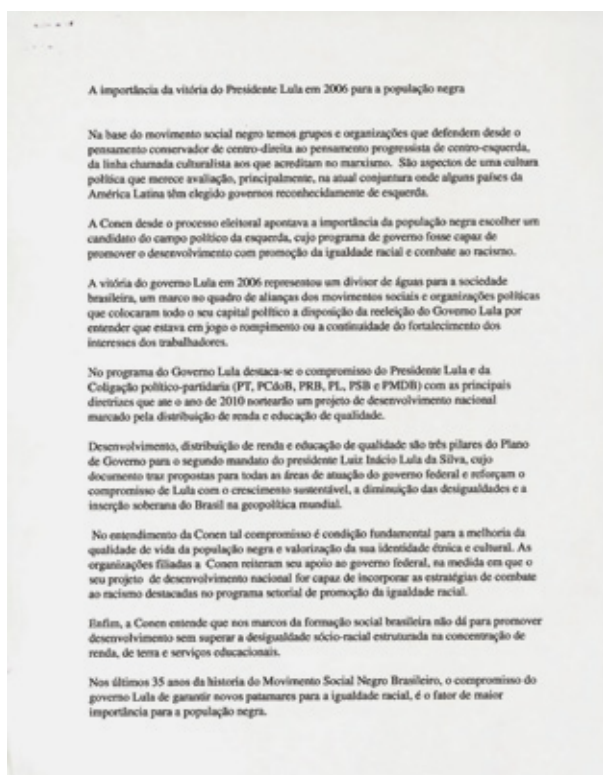 A importância da vitória do Presidente Lula em 2006 para a população negra
Na base do movimento social negro temos grupos e organizações que defendem desde o
pensamento conservador de centro-direita ao pensamento progressista de centro-esquerda,
da linha chamada culturalista aos que acreditam no marxismo. São aspectos de uma cultura
política que merece avaliação, principalmente, na atual conjuntura onde alguns países da
América Latina têm elegido governos reconhecidamente de esquerda.
A Conen desde o processo eleitoral apontava a importância da população negra escolher um
candidato do campo político da esquerda, cujo programa de governo fosse capaz de
promover o desenvolvimento com promoção da igualdade racial e combate ao racismo.
A vitória do governo Lula em 2006 representou um divisor de águas para a sociedade
brasileira, um marco no quadro de alianças dos movimentos sociais e organizações políticas
que colocaram todo o seu capital político a disposição da reeleição do Governo Lula por
entender que estava em jogo o rompimento ou a continuidade do fortalecimento dos
interesses dos trabalhadores.
No programa do Governo Lula destaca-se o compromisso do Presidente Lula e da
Coligação político-partidaria (PT, PCdoB, PRB, PL, PSB e PMDB) com as principais
diretrizes que ate o ano de 2010 nortearão um projeto de desenvolvimento nacional
marcado pela distribuição de renda e educação de qualidade.
Desenvolvimento, distribuição de renda e educação de qualidade são três pilares do Plano
de Governo para o segundo mandato do presidente Luiz Inácio Lula da Silva, cujo
documento traz propostas para todas as áreas de atuação do governo federal e reforçam o
compromisso de Lula com o crescimento sustentável, a diminuição das desigualdades e a
inserção soberana do Brasil na geopolítica mundial.
No entendimento da Conen tal compromisso é condição fundamental para a melhoria da
qualidade de vida da população negra e valorização da sua identidade étnica e cultural. As
organizações filiadas a Conen reiteram seu apoio ao governo federal, na medida em que o
seu projeto de desenvolvimento nacional for capaz de incorporar as estratégias de combate
ao racismo destacadas no programa setorial de promoção da igualdade racial.
Enfim, a Conen entende que nos marcos da formação social brasileira não dá para promover
desenvolvimento sem superar a desigualdade sócio-racial estruturada na concentração de
renda, de terra e serviços educacionais.
Nos últimos 35 anos da historia do Movimento Social Negro Brasileiro, o compromisso do
governo Lula de garantir novos patamares para a igualdade racial, é o fator de maior
importância para a população negra.